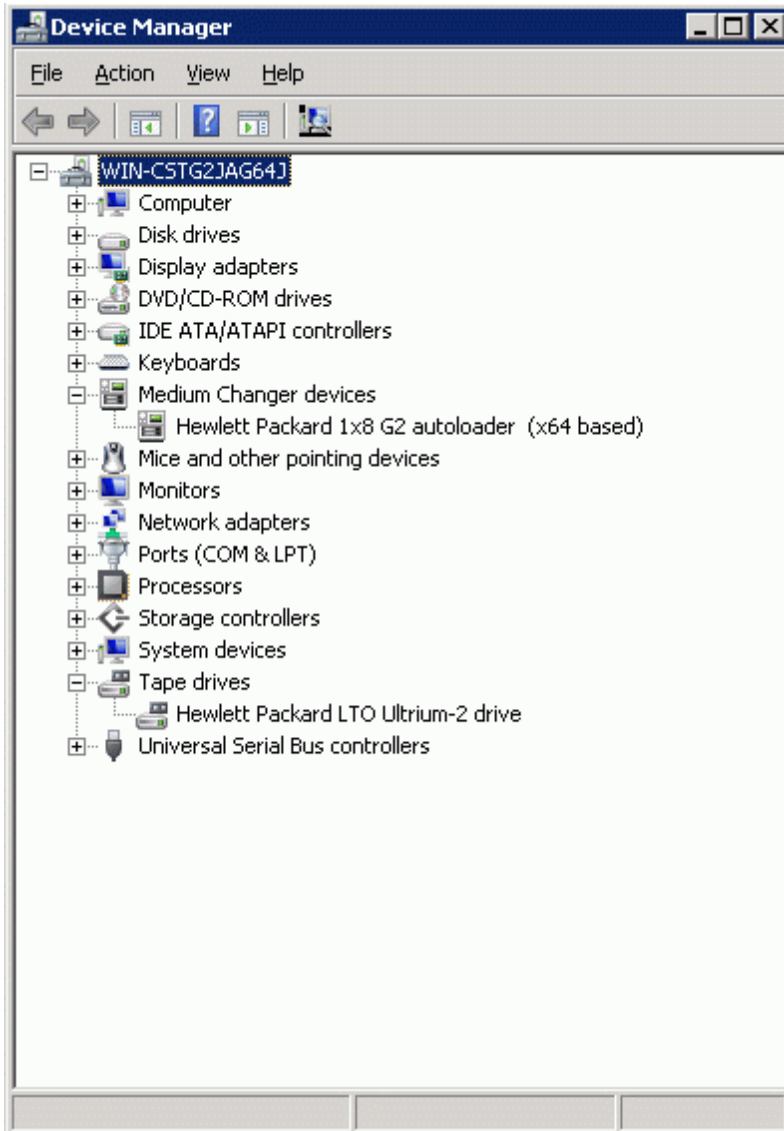 Device Manager
File Action View Help
WIN-CSTG2JAG64J
Computer
Disk drives
Display adapters
DVD/CD-ROM drives
IDE ATA/ATAPI controllers
Keyboards
Medium Changer devices
Hewlett Packard 1x8 G2 autoloader (x64 based)
Mice and other pointing devices
Monitors
Network adapters
Ports (COM & LPT)
Processors
Storage controllers
System devices
Tape drives
Hewlett Packard LTO Ultrium-2 drive
Universal Serial Bus controllers